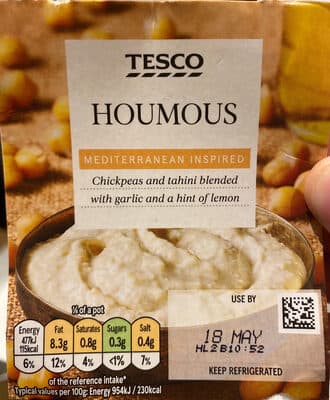 TESCO
HOUMOUS
MEDITERRANEAN INSPIRED
Chickpeas and tahini blended
with garlic and a hint of lemon
¼ of a pot
Energy
477kJ
115kcal
6%
Fat
8.3g
12%
Saturates
0.8g
4%
Sugars
0.3g
<1%
Salt
0.4g
7%
of the reference intake*
Typical values per 100g: Energy 954kJ / 230kcal
USE BY
18 MAY
HL2B10:52
KEEP REFRIGERATED